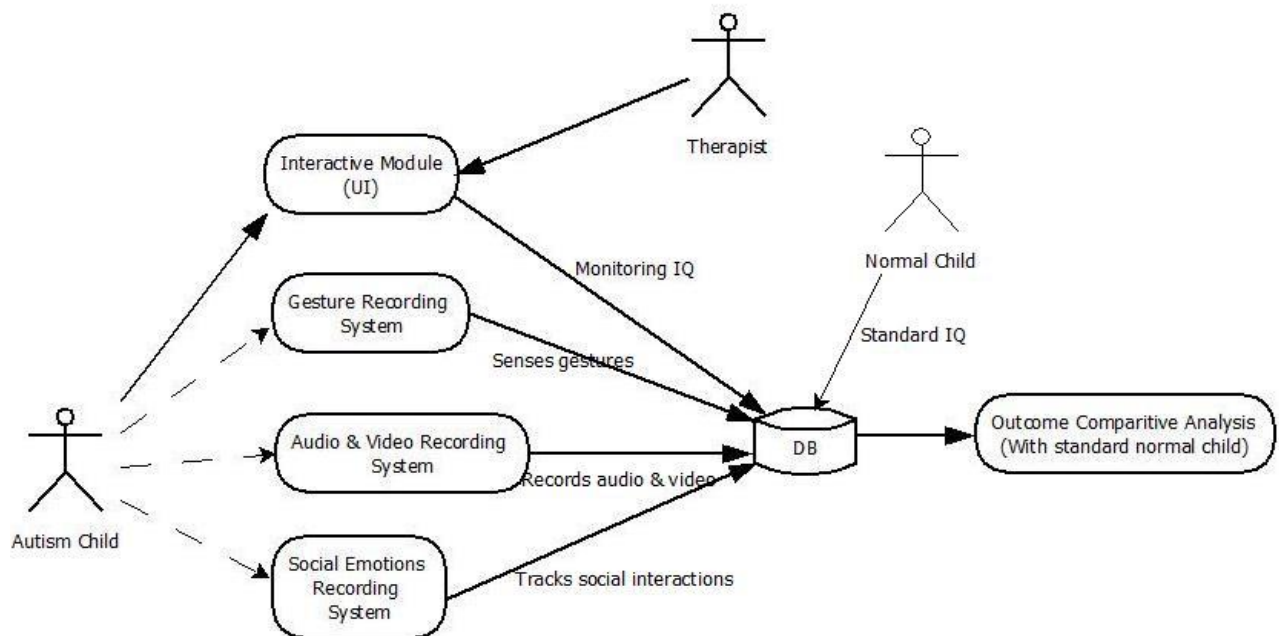 Therapist
Interactive Module
(UI)
Normal Child
Monitoring IQ
Gesture Recording
System
Standard IQ
Senses gestures
Audio & Video Recording
System
DB
Outcome Comparitive Analysis
(With standard normal child)
Records audio & video
Autism Child
Social Emotions
Recording
System
Tracks social interactions